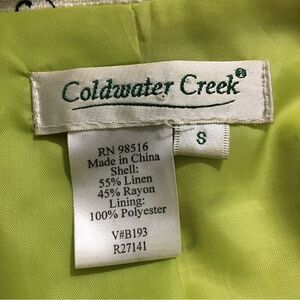 Coldwater Creek®
S
RN 98516
Made in China
Shell:
55% Linen
45% Rayon
Lining:
100% Polyester
V#B193
R27141